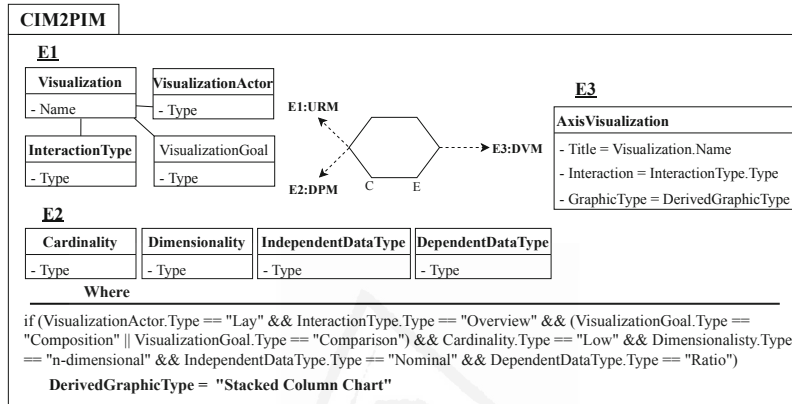 CIM2PIM
E1
Visualization
- Name
VisualizationActor
- Type
InteractionType
- Type
VisualizationGoal
- Type
E1:URM
E2:DPM
C
E
E3:DVM
E3
AxisVisualization
- Title = Visualization.Name
- Interaction = InteractionType.Type
- GraphicType = DerivedGraphicType
E2
Cardinality
- Type
Dimensionality
- Type
IndependentDataType
- Type
DependentDataType
- Type
Where
if (VisualizationActor.Type == "Lay" && InteractionType.Type == "Overview" && (VisualizationGoal.Type ==
"Composition" || VisualizationGoal.Type == "Comparison") && Cardinality.Type == "Low" && Dimensionalisty.Type
== "n-dimensional" && IndependentDataType.Type == "Nominal" && DependentDataType.Type == "Ratio")
DerivedGraphicType = "Stacked Column Chart"